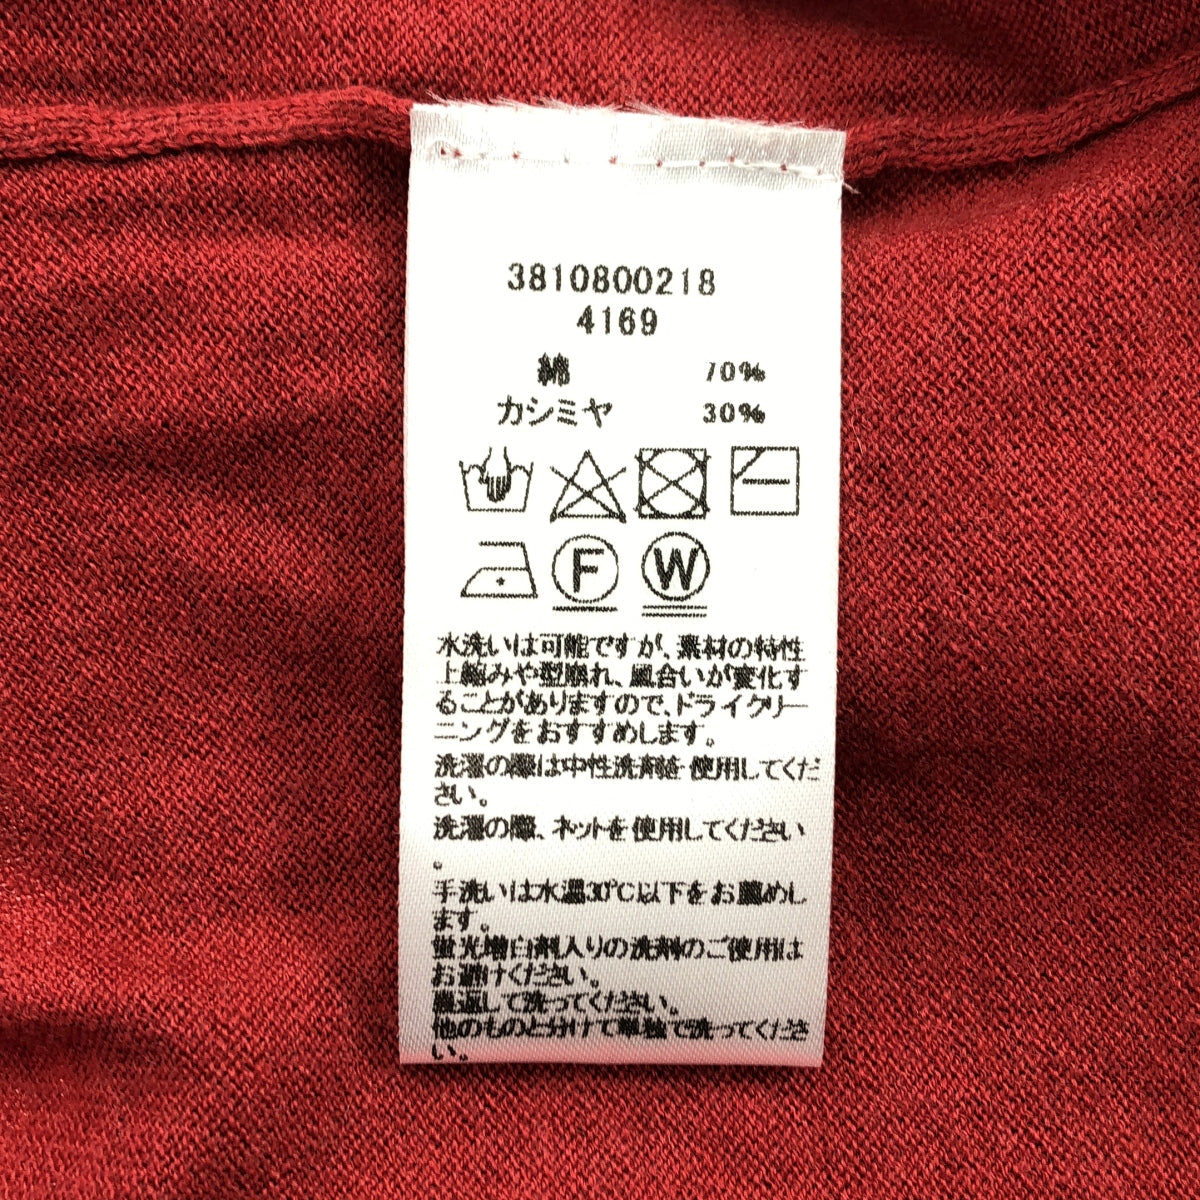 3810800218
4169
綿 70%
カシミヤ 30%
F W
水洗いは可能ですが、素材の特性
上縮みや型崩れ、風合いが変化す
ることがありますので、ドライクリー
ニングをおすすめします。
洗濯の際は中性洗剤を使用してくだ
さい。
洗濯の際、ネットを使用してください
。
手洗いは水温30℃以下をお薦めし
ます。
蛍光増白剤入りの洗剤のご使用は
お避けください。
裏返して洗ってください。
他のものと分けて単独で洗ってくださ
い。